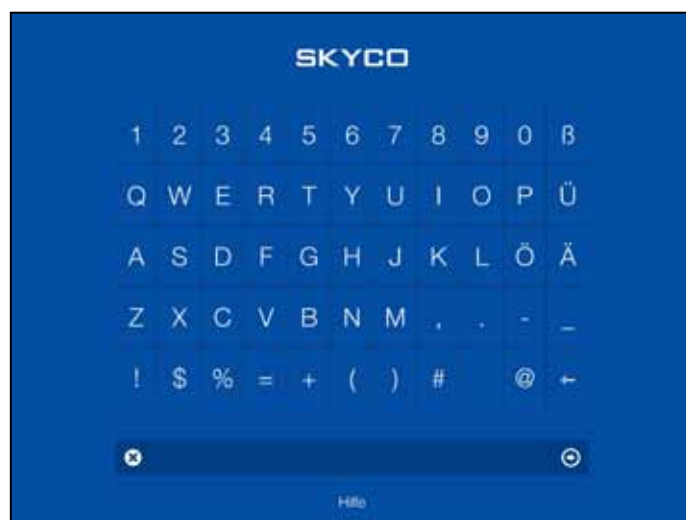 SKYCO
1 2 3 4 5 6 7 8 9 0 ß
Q W E R T Y U I O P Ü
A S D F G H J K L Ö Ä
Z X C V B N M , . - _
! $ % = + ( ) # @ ←
Hilfe